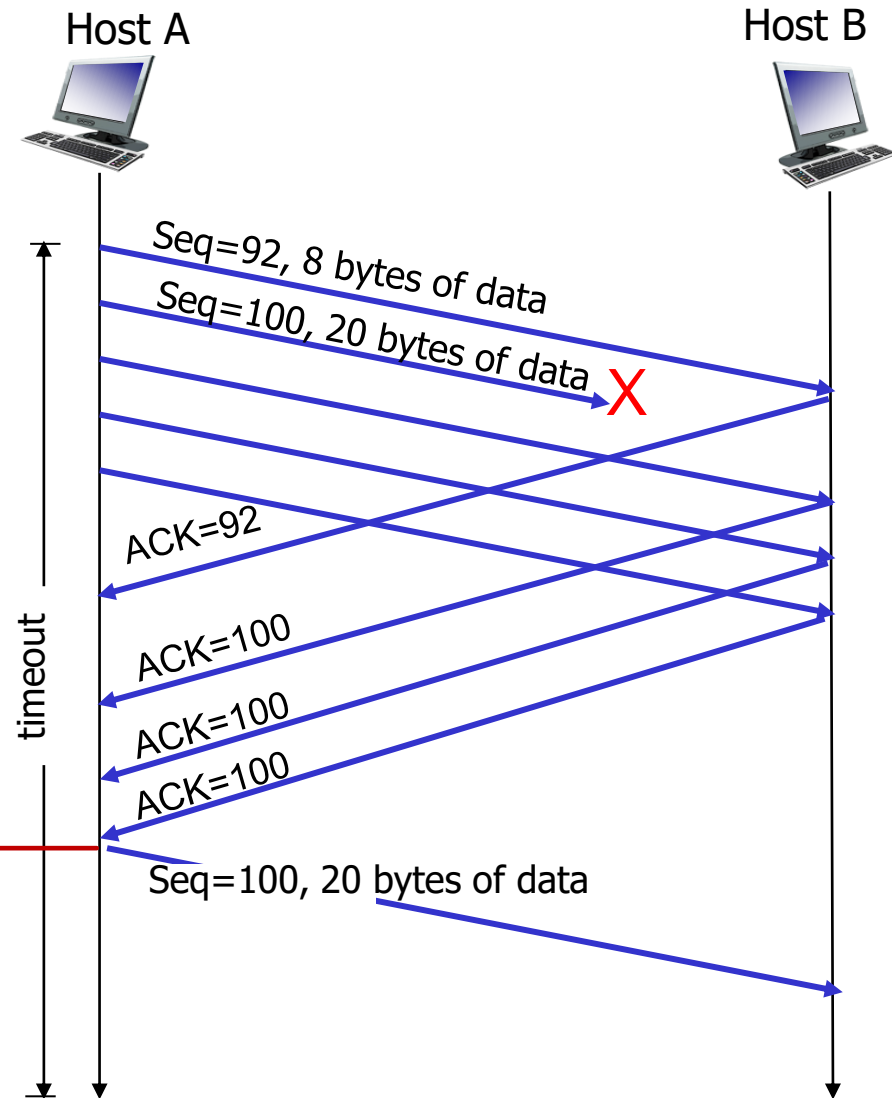 Host A
Host B
Seq=92, 8 bytes of data
Seq=100, 20 bytes of data
X
ACK=92
ACK=100
ACK=100
ACK=100
timeout
Seq=100, 20 bytes of data